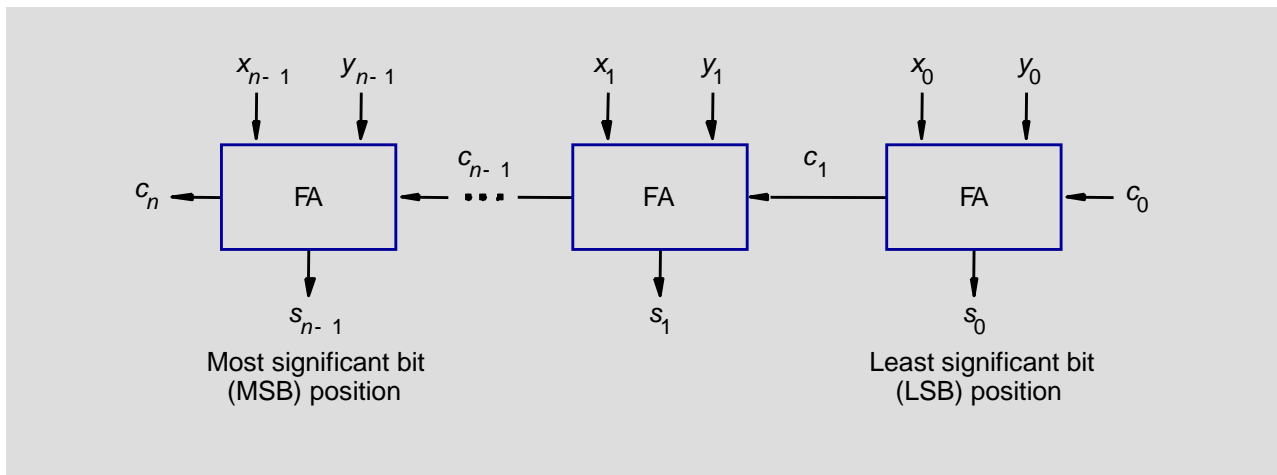 x_{n-1} y_{n-1} x_1 y_1 x_0 y_0
c_n FA c_{n-1} ... FA c_1 FA c_0
s_{n-1} s_1 s_0
Most significant bit Least significant bit
(MSB) position (LSB) position